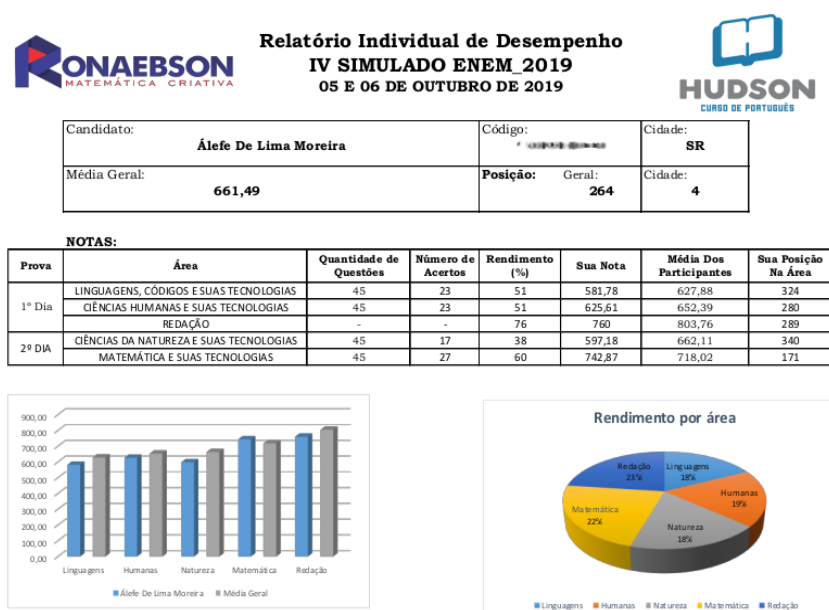 RONAEBSON
MATEMÁTICA CRIATIVA
Relatório Individual de Desempenho
IV SIMULADO ENEM_2019
05 E 06 DE OUTUBRO DE 2019
HUDSON
CURSO DE PORTUGUÊS
Candidato: Código: Cidade:
Álefe De Lima Moreira SR
Média Geral: Posição: Geral: Cidade:
661,49 264 4
NOTAS:
Prova Área Quantidade de Questões Número de Acertos Rendimento (%) Sua Nota Média Dos Participantes Sua Posição Na Área
1º Dia
LINGUAGENS, CÓDIGOS E SUAS TECNOLOGIAS 45 23 51 581,78 627,88 324
CIÊNCIAS HUMANAS E SUAS TECNOLOGIAS 45 23 51 625,61 652,39 280
REDAÇÃO - - 76 760 803,76 289
2º DIA
CIÊNCIAS DA NATUREZA E SUAS TECNOLOGIAS 45 17 38 597,18 662,11 340
MATEMÁTICA E SUAS TECNOLOGIAS 45 27 60 742,87 718,02 171
900,00
800,00
700,00
600,00
500,00
400,00
300,00
200,00
100,00
0,00
Linguagens Humanas Natureza Matemática Redação
Álefe De Lima Moreira Média Geral
Rendimento por área
Redação 23%
Linguagens 18%
Humanas 19%
Matemática 22%
Natureza 18%
Linguagens Humanas Natureza Matemática Redação